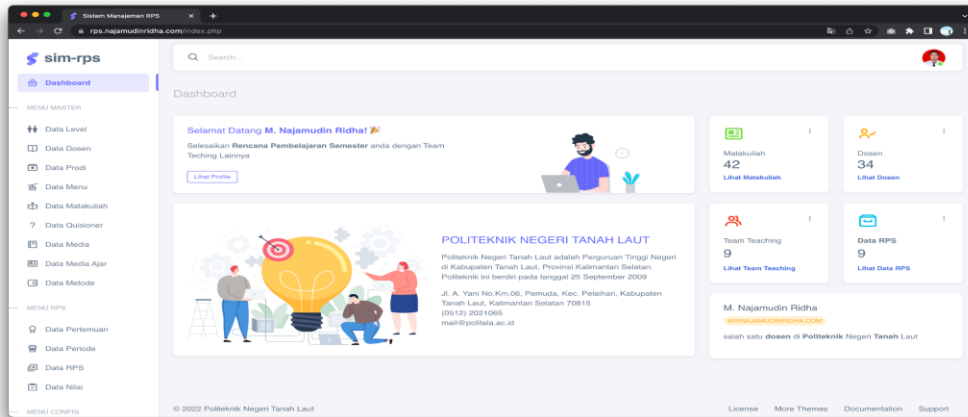 Sistem Manajemen RPS
rps.najamudinridha.com/index.php
sim-rps
Search...
Dashboard
MENU MASTER
Data Level
Data Dosen
Data Prodi
Data Menu
Data Matakuliah
Data Quisioner
Data Media
Data Media Ajar
Data Metode
MENU RPS
Data Pertemuan
Data Periode
Data RPS
Data Nilai
MENU CONFIG
Dashboard
Selamat Datang M. Najamudin Ridha!
Selesaikan Rencana Pembelajaran Semester anda dengan Team
Teching Lainnya
Lihat Profile
Matakuliah
42
Lihat Matakuliah
Dosen
34
Lihat Dosen
POLITEKNIK NEGERI TANAH LAUT
Politeknik Negeri Tanah Laut adalah Perguruan Tinggi Negeri
di Kabupaten Tanah Laut, Provinsi Kalimantan Selatan.
Politeknik ini berdiri pada tanggal 25 September 2009
Jl. A. Yani No.Km.06, Pemuda, Kec. Pelaihari, Kabupaten
Tanah Laut, Kalimantan Selatan 70815
(0512) 2021065
mail@politala.ac.id
Team Teaching
9
Lihat Team Teaching
Data RPS
9
Lihat Data RPS
M. Najamudin Ridha
M@NAJAMUDINRIDHA.COM
salah satu dosen di Politeknik Negeri Tanah Laut
© 2022 Politeknik Negeri Tanah Laut
License
More Themes
Documentation
Support